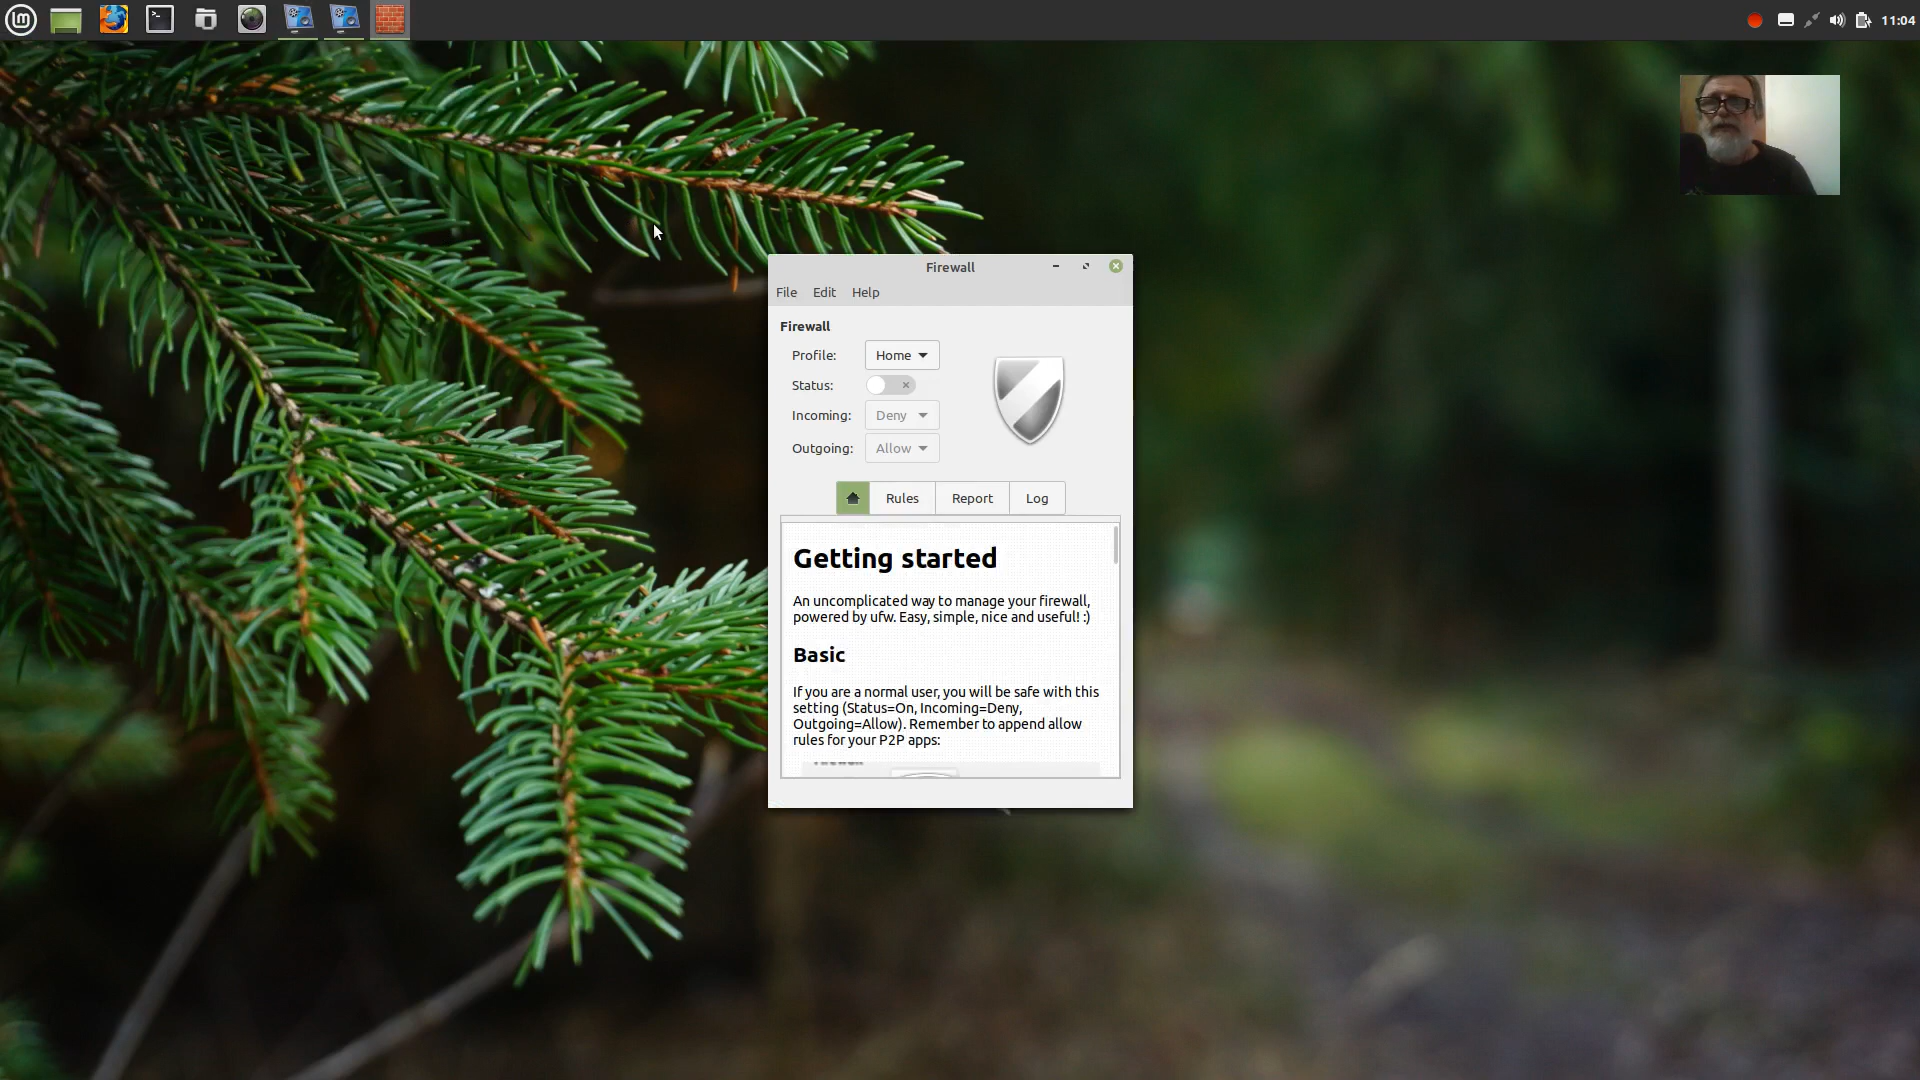 11:04
Firewall
File Edit Help
Firewall
Profile: Home
Status:
Incoming: Deny
Outgoing: Allow
Rules Report Log
Getting started
An uncomplicated way to manage your firewall,
powered by ufw. Easy, simple, nice and useful! :)
Basic
If you are a normal user, you will be safe with this
setting (Status=On, Incoming=Deny,
Outgoing=Allow). Remember to append allow
rules for your P2P apps: